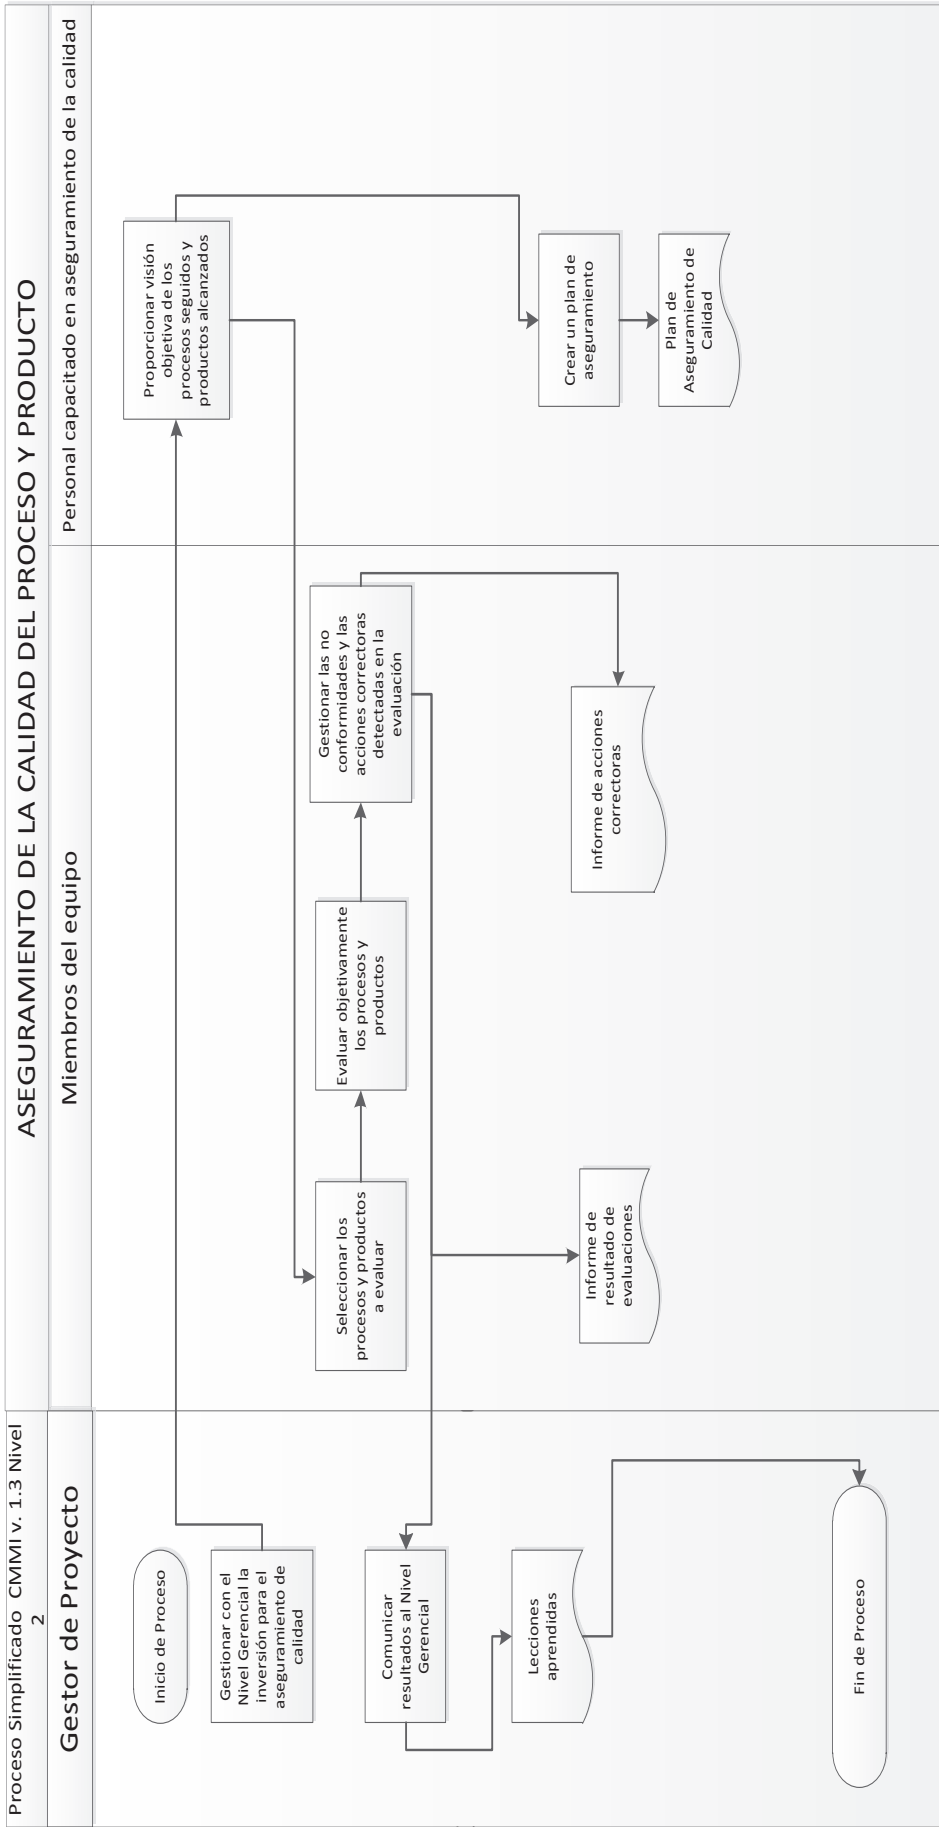 Proceso Simplificado CMMI v. 1.3 Nivel
2
ASEGURAMIENTO DE LA CALIDAD DEL PROCESO Y PRODUCTO
Gestor de Proyecto
Miembros del equipo
Personal capacitado en aseguramiento de la calidad
Inicio de Proceso
Gestionar con el
Nivel Gerencial la
inversión para el
aseguramiento de
calidad
Proporcionar visión
objetiva de los
procesos seguidos y
productos alcanzados
Seleccionar los
procesos y productos
a evaluar
Evaluar objetivamente
los procesos y
productos
Gestionar las no
conformidades y las
acciones correctoras
detectadas en la
evaluación
Comunicar
resultados al Nivel
Gerencial
Lecciones
aprendidas
Informe de
resultado de
evaluaciones
Informe de acciones
correctoras
Crear un plan de
aseguramiento
Plan de
Aseguramiento de
Calidad
Fin de Proceso